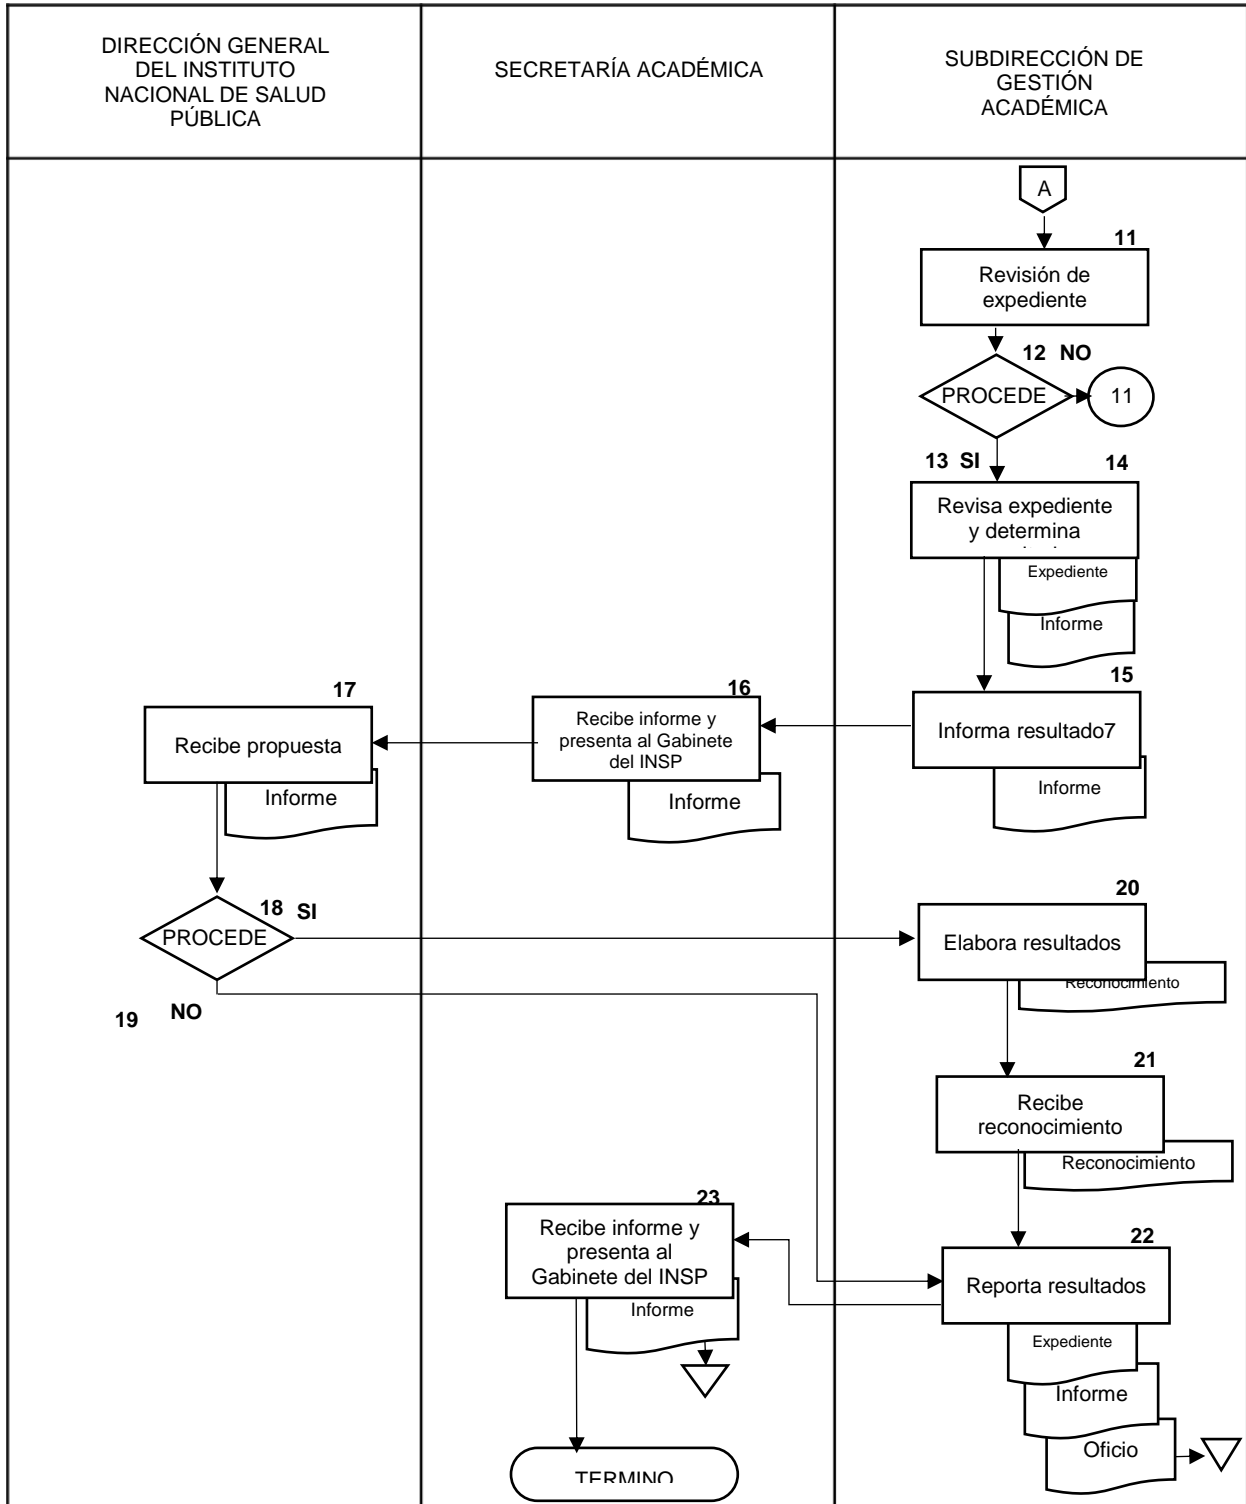 DIRECCIÓN GENERAL
DEL INSTITUTO
NACIONAL DE SALUD
PÚBLICA
SECRETARÍA ACADÉMICA
SUBDIRECCIÓN DE
GESTIÓN
ACADÉMICA
A
11
Revisión de
expediente
12 NO
PROCEDE
11
13 SI
14
Revisa expediente
y determina
Expediente
Informe
15
Informa resultado7
Informe
16
Recibe informe y
presenta al Gabinete
del INSP
Informe
17
Recibe propuesta
Informe
18 SI
PROCEDE
19 NO
20
Elabora resultados
Reconocimiento
21
Recibe
reconocimiento
Reconocimiento
22
Reporta resultados
Expediente
Informe
Oficio
23
Recibe informe y
presenta al
Gabinete del INSP
Informe
TERMINO